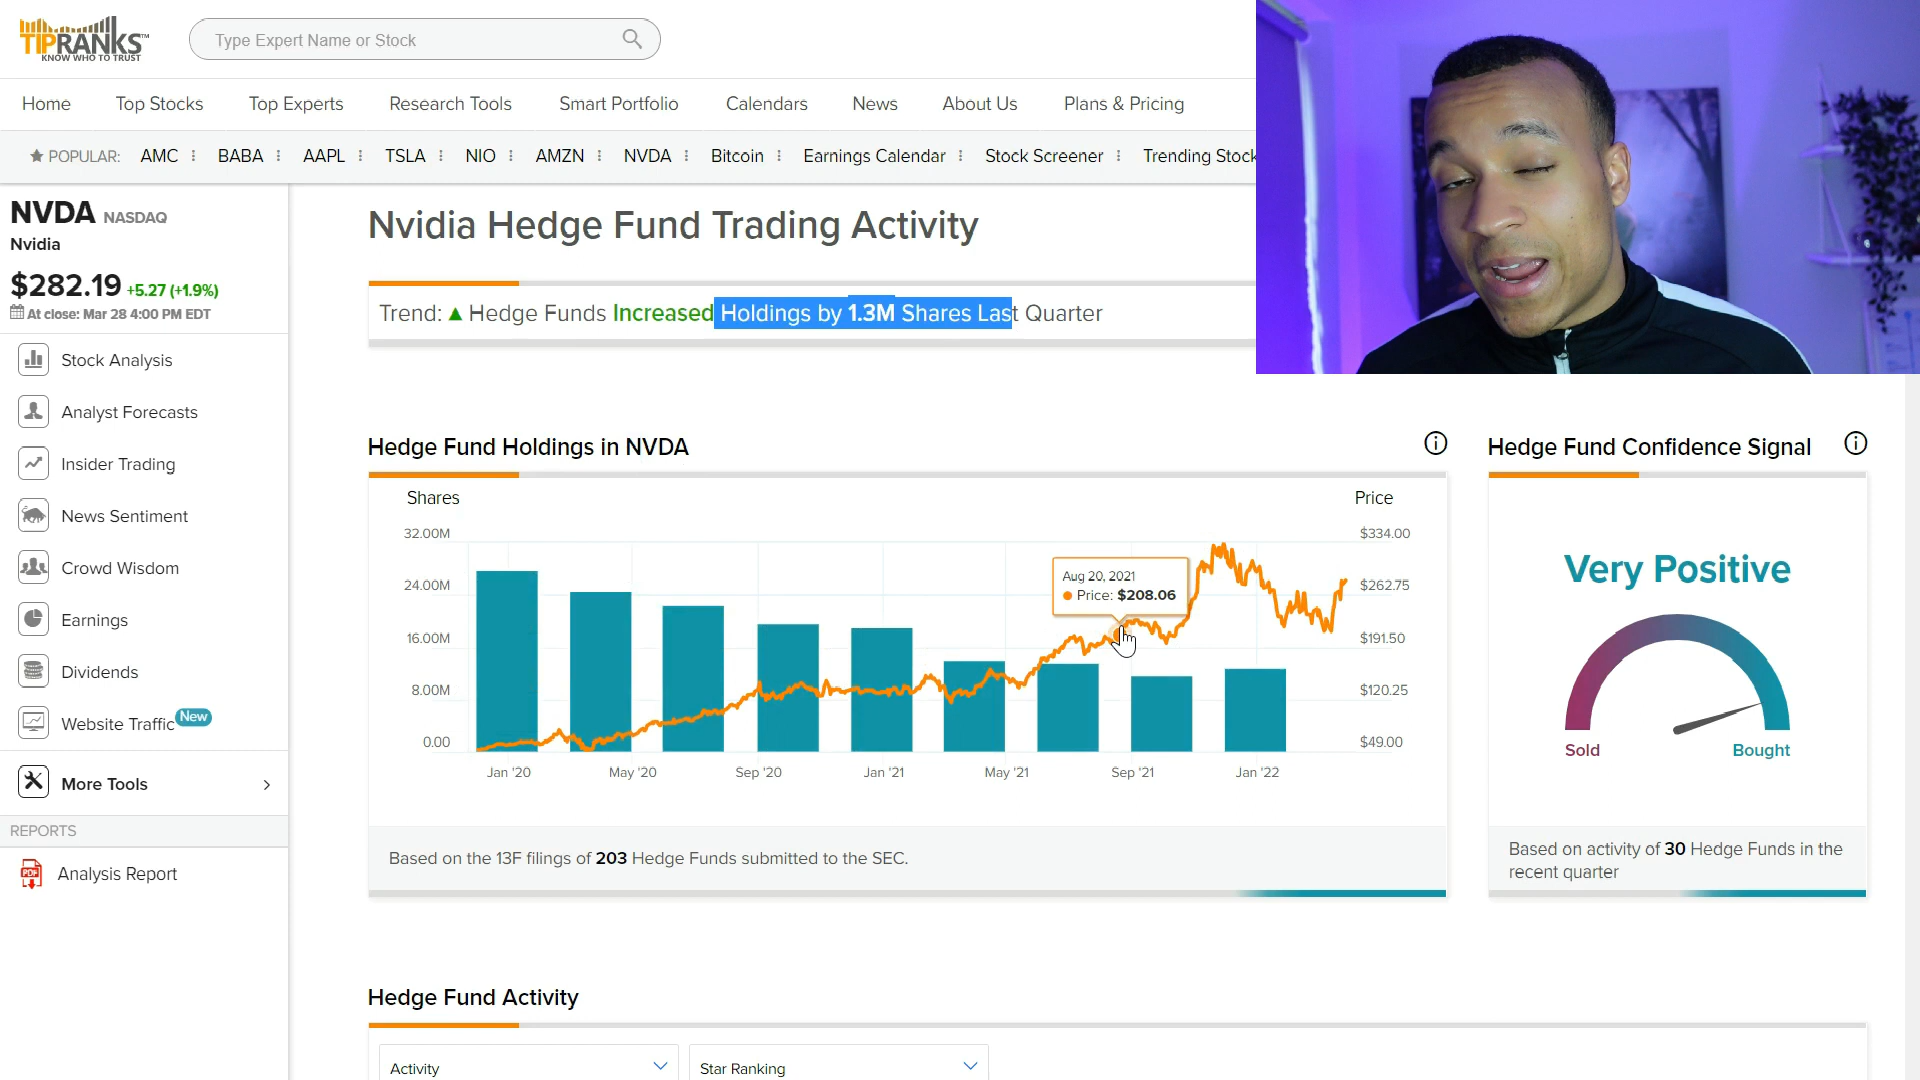 TIPRANKS™
KNOW WHO TO TRUST
Type Expert Name or Stock
Home Top Stocks Top Experts Research Tools Smart Portfolio Calendars News About Us Plans & Pricing
POPULAR: AMC BABA AAPL TSLA NIO AMZN NVDA Bitcoin Earnings Calendar Stock Screener Trending Stock
NVDA NASDAQ
Nvidia
$282.19 +5.27 (+1.9%)
At close: Mar 28 4:00 PM EDT
Stock Analysis
Analyst Forecasts
Insider Trading
News Sentiment
Crowd Wisdom
Earnings
Dividends
Website Traffic New
More Tools
REPORTS
PDF
Analysis Report
Nvidia Hedge Fund Trading Activity
Trend: ▲ Hedge Funds Increased Holdings by 1.3M Shares Last Quarter
Hedge Fund Holdings in NVDA
Shares Price
32.00M $334.00
24.00M $262.75
16.00M $191.50
8.00M $120.25
0.00 $49.00
Aug 20, 2021
Price: $208.06
Jan '20 May '20 Sep '20 Jan '21 May '21 Sep '21 Jan '22
Based on the 13F filings of 203 Hedge Funds submitted to the SEC.
Hedge Fund Confidence Signal
Very Positive
Sold Bought
Based on activity of 30 Hedge Funds in the
recent quarter
Hedge Fund Activity
Activity Star Ranking